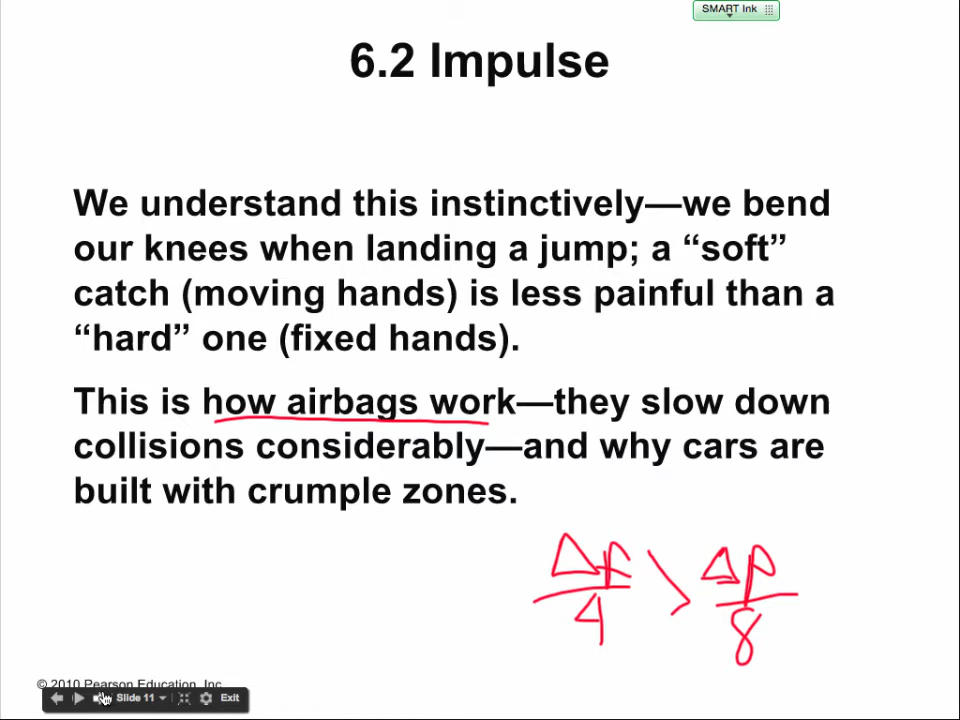 SMART Ink
6.2 Impulse
We understand this instinctively—we bend
our knees when landing a jump; a “soft”
catch (moving hands) is less painful than a
“hard” one (fixed hands).
This is how airbags work—they slow down
collisions considerably—and why cars are
built with crumple zones.
Δp/4 > Δp/8
© 2010 Pearson Education, Inc.
Slide 11 Exit